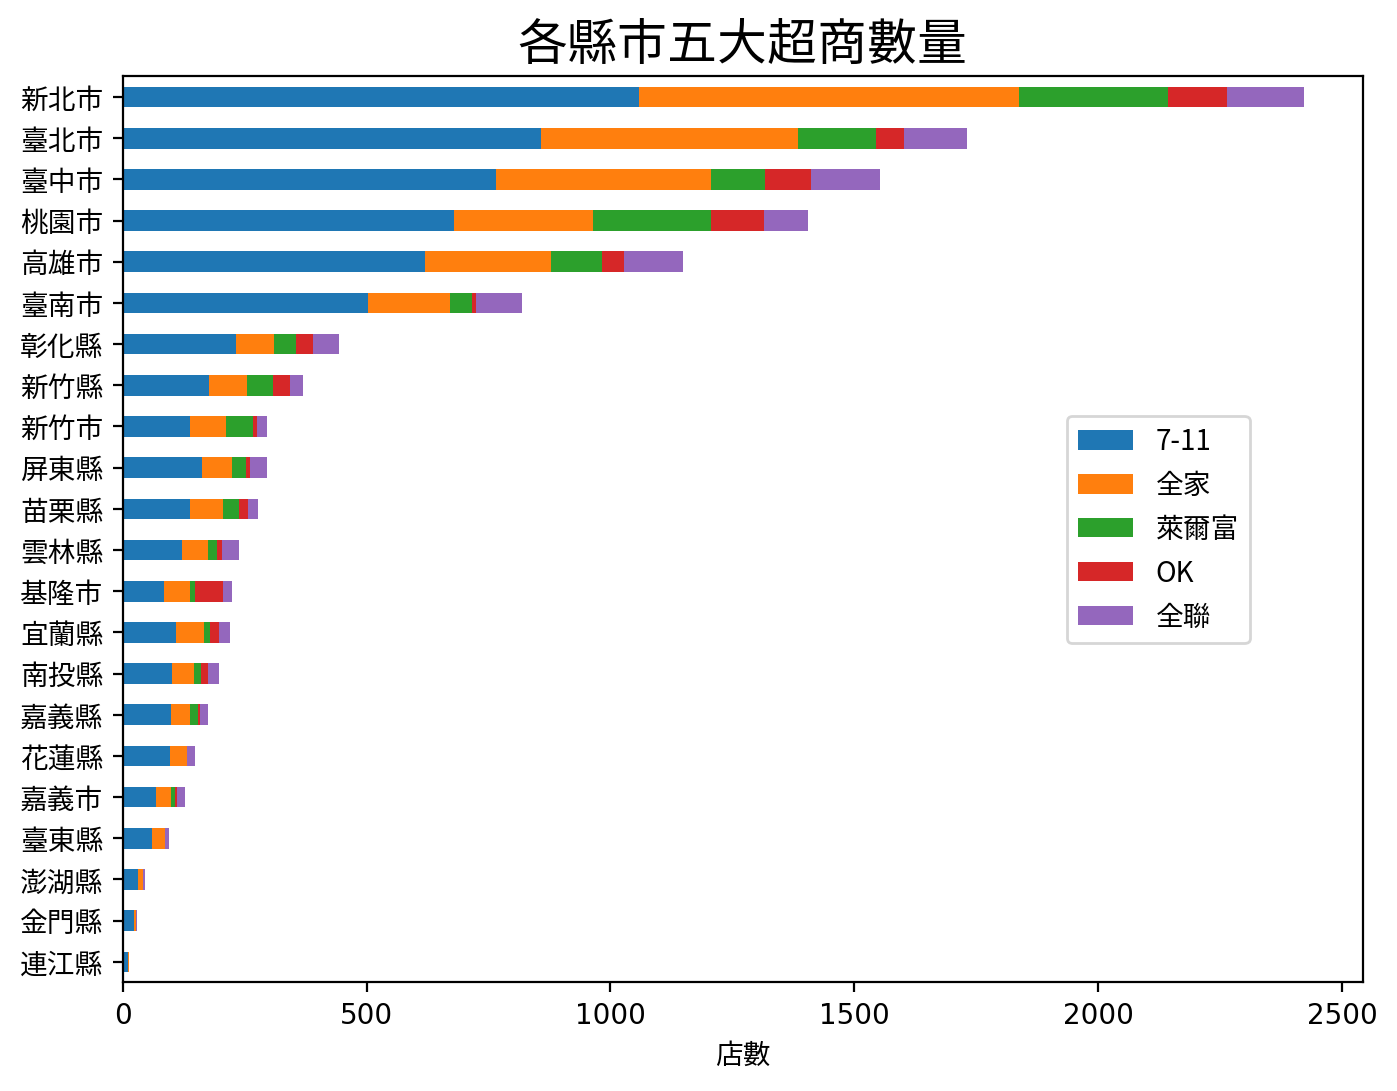 各縣市五大超商數量
新北市
臺北市
臺中市
桃園市
高雄市
臺南市
彰化縣
新竹縣
新竹市
屏東縣
苗栗縣
雲林縣
基隆市
宜蘭縣
南投縣
嘉義縣
花蓮縣
嘉義市
臺東縣
澎湖縣
金門縣
連江縣
7-11
全家
萊爾富
OK
全聯
0 500 1000 1500 2000 2500
店數